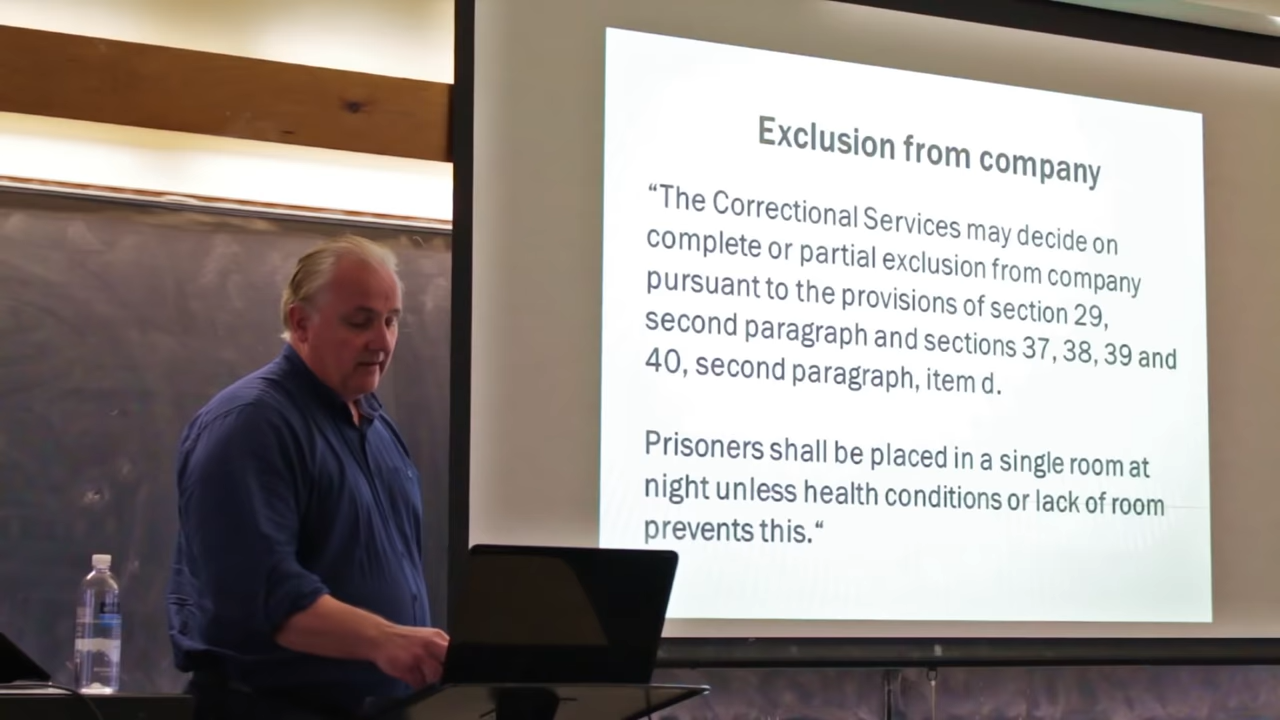 Exclusion from company
“The Correctional Services may decide on
complete or partial exclusion from company
pursuant to the provisions of section 29,
second paragraph and sections 37, 38, 39 and
40, second paragraph, item d.
Prisoners shall be placed in a single room at
night unless health conditions or lack of room
prevents this.“